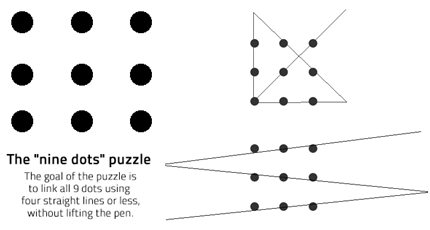 The "nine dots" puzzle
The goal of the puzzle is
to link all 9 dots using
four straight lines or less,
without lifting the pen.